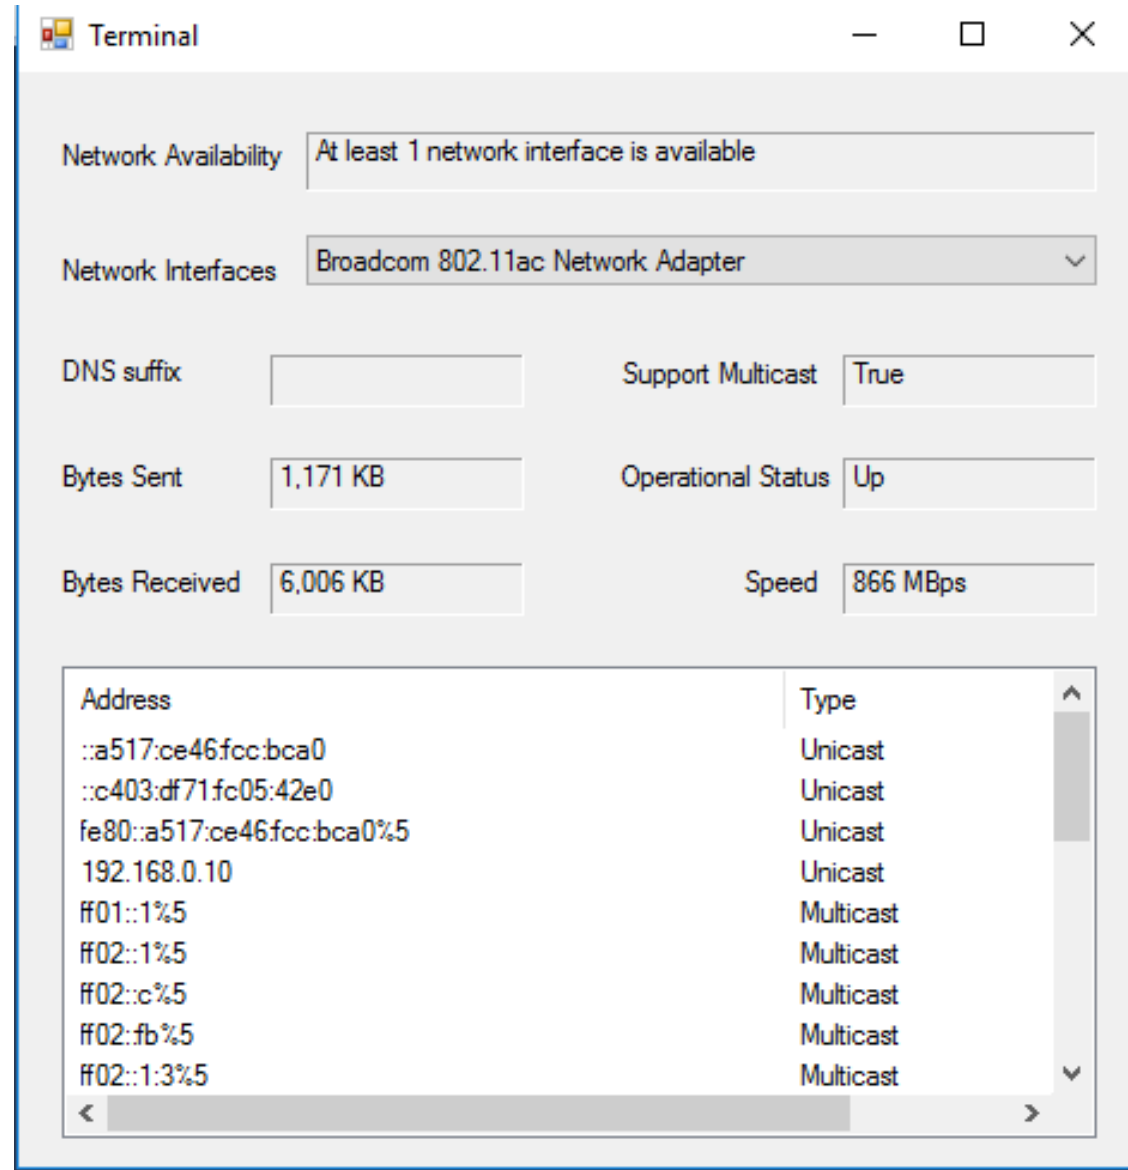 Terminal
Network Availability At least 1 network interface is available
Network Interfaces Broadcom 802.11ac Network Adapter
DNS suffix Support Multicast True
Bytes Sent 1,171 KB Operational Status Up
Bytes Received 6,006 KB Speed 866 MBps
Address Type
::a517:ce46:fcc:bca0 Unicast
::c403:df71:fc05:42e0 Unicast
fe80::a517:ce46:fcc:bca0%5 Unicast
192.168.0.10 Unicast
ff01::1%5 Multicast
ff02::1%5 Multicast
ff02::c%5 Multicast
ff02::fb%5 Multicast
ff02::1:3%5 Multicast